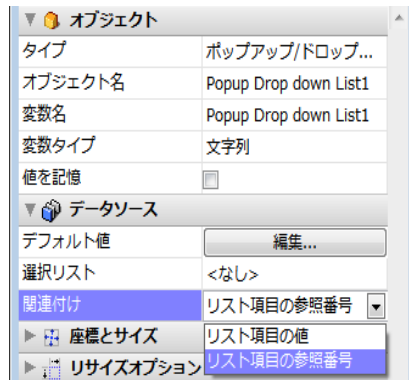 オブジェクト
タイプ ポップアップ/ドロップ...
オブジェクト名 Popup Drop down List1
変数名 Popup Drop down List1
変数タイプ 文字列
値を記憶
データソース
デフォルト値 編集...
選択リスト <なし>
関連付け リスト項目の参照番号
座標とサイズ リスト項目の値
リサイズオプション リスト項目の参照番号